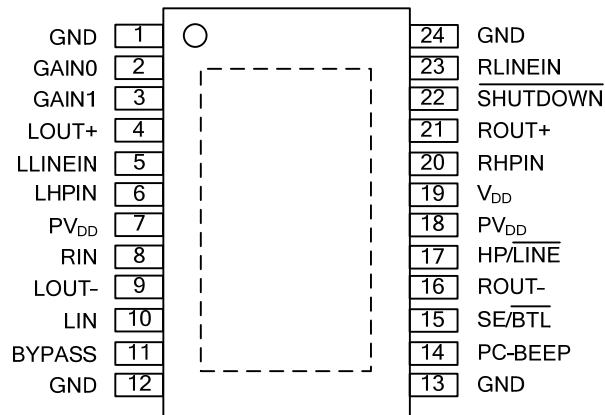 GND 1 24 GND
GAIN0 2 23 RLINEIN
GAIN1 3 22 SHUTDOWN
LOUT+ 4 21 ROUT+
LLINEIN 5 20 RHPIN
LHPIN 6 19 VDD
PVDD 7 18 PVDD
RIN 8 17 HP/LINE
LOUT- 9 16 ROUT-
LIN 10 15 SE/BTL
BYPASS 11 14 PC-BEEP
GND 12 13 GND